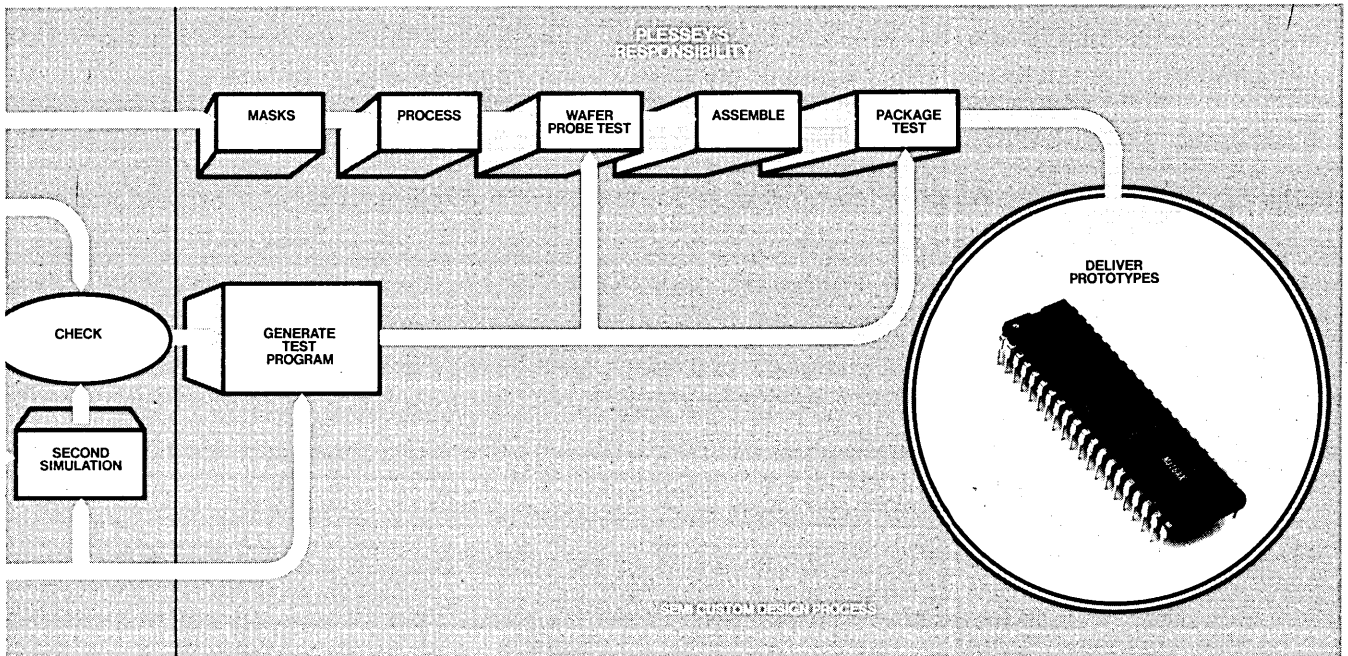 PLESSEY'S
RESPONSIBILITY
MASKS
PROCESS
WAFER
PROBE TEST
ASSEMBLE
PACKAGE
TEST
DELIVER
PROTOTYPES
CHECK
GENERATE
TEST
PROGRAM
SECOND
SIMULATION
SEMI CUSTOM DESIGN PROCESS